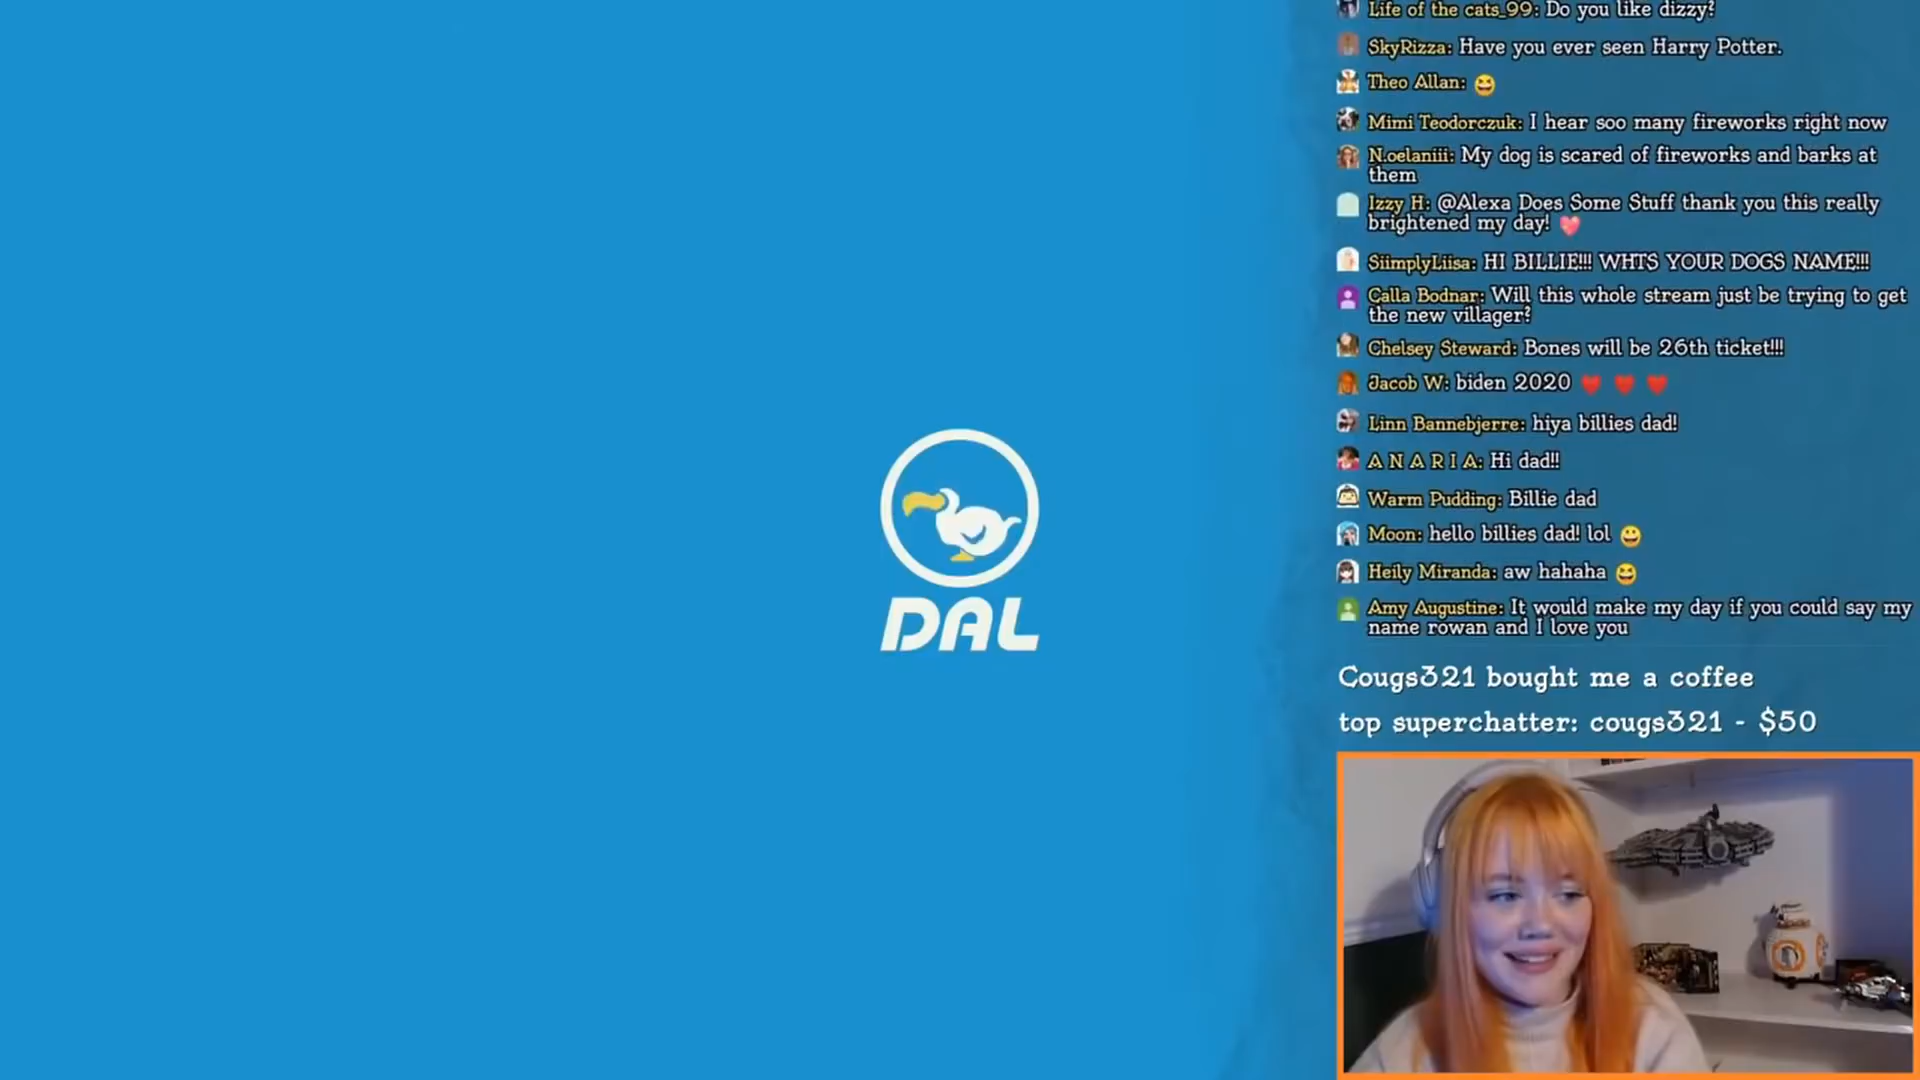 Life of the cats_99: Do you like dizzy?
SkyRizza: Have you ever seen Harry Potter.
Theo Allan: 😆
Mimi Teodorczuk: I hear soo many fireworks right now
N.oelaniii: My dog is scared of fireworks and barks at
them
Izzy H: @Alexa Does Some Stuff thank you this really
brightened my day! 💖
SiimplyLiisa: HI BILLIE!!! WHTS YOUR DOGS NAME!!!
Calla Bodnar: Will this whole stream just be trying to get
the new villager?
Chelsey Steward: Bones will be 26th ticket!!!
Jacob W: biden 2020 ❤️ ❤️ ❤️
Linn Bannebjerre: hiya billies dad!
A N A R I A: Hi dad!!
Warm Pudding: Billie dad
Moon: hello billies dad! lol 😀
Heily Miranda: aw hahaha 😆
Amy Augustine: It would make my day if you could say my
name rowan and I love you
Cougs321 bought me a coffee
top superchatter: cougs321 - $50
DAL